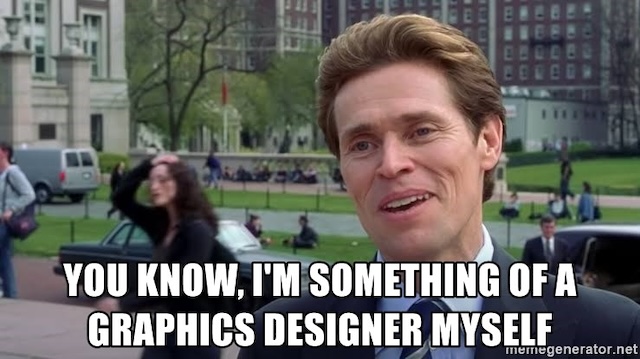 YOU KNOW, I'M SOMETHING OF A
GRAPHICS DESIGNER MYSELF
memegenerator.net